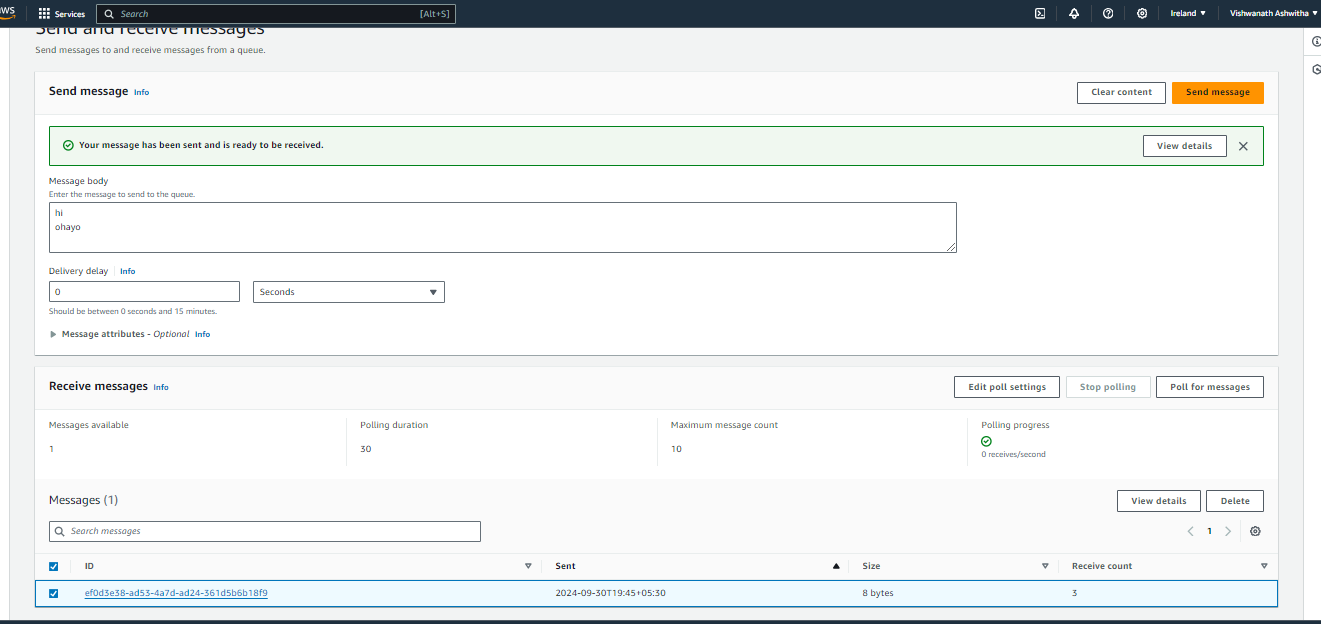 aws
Services
Search
[Alt+S]
Ireland
Vishwanath Ashwitha
Send and receive messages
Send messages to and receive messages from a queue.
Send message Info
Clear content
Send message
Your message has been sent and is ready to be received.
View details
Message body
Enter the message to send to the queue.
hi
ohayo
Delivery delay Info
0
Seconds
Should be between 0 seconds and 15 minutes.
Message attributes - Optional Info
Receive messages Info
Edit poll settings
Stop polling
Poll for messages
Messages available
1
Polling duration
30
Maximum message count
10
Polling progress
0 receives/second
Messages (1)
View details
Delete
Search messages
1
ID
Sent
Size
Receive count
ef0d3e38-ad53-4a7d-ad24-361d5b6b18f9
2024-09-30T19:45+05:30
8 bytes
3